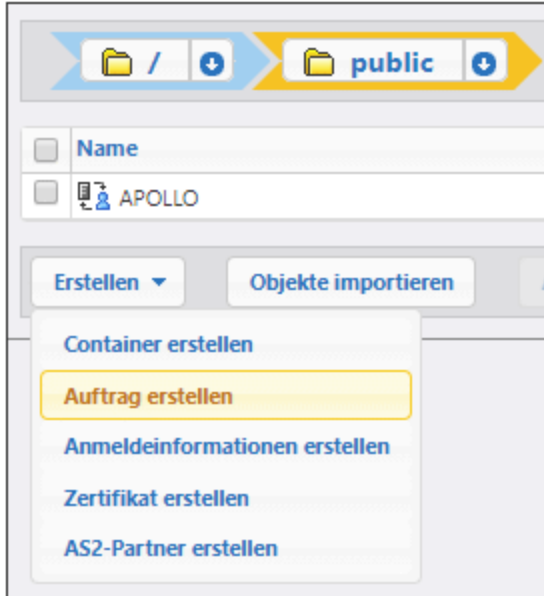 / public
Name
APOLLO
Erstellen Objekte importieren
Container erstellen
Auftrag erstellen
Anmeldeinformationen erstellen
Zertifikat erstellen
AS2-Partner erstellen